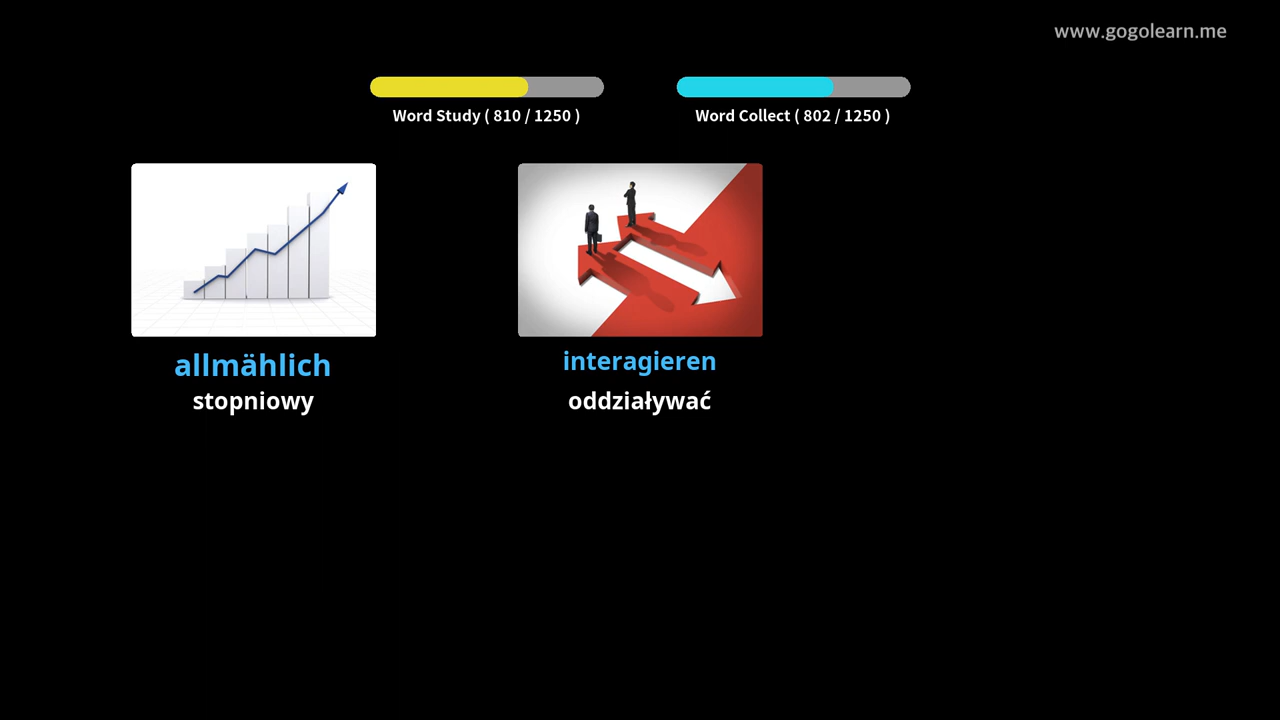 www.gogolearn.me
Word Study ( 810 / 1250 )
Word Collect ( 802 / 1250 )
allmählich
stopniowy
interagieren
oddziaływać